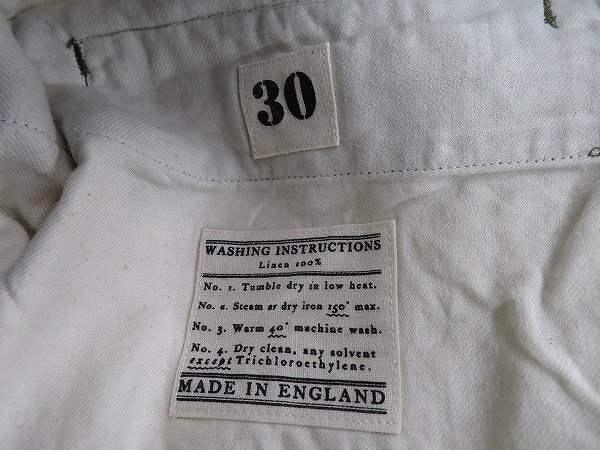 30
WASHING INSTRUCTIONS
Linen 100%
No. 1. Tumble dry in low heat.
No. 2. Steam or dry iron 150° max.
No. 3. Warm 40° machine wash.
No. 4. Dry clean, any solvent
except Trichloroethylene.
MADE IN ENGLAND